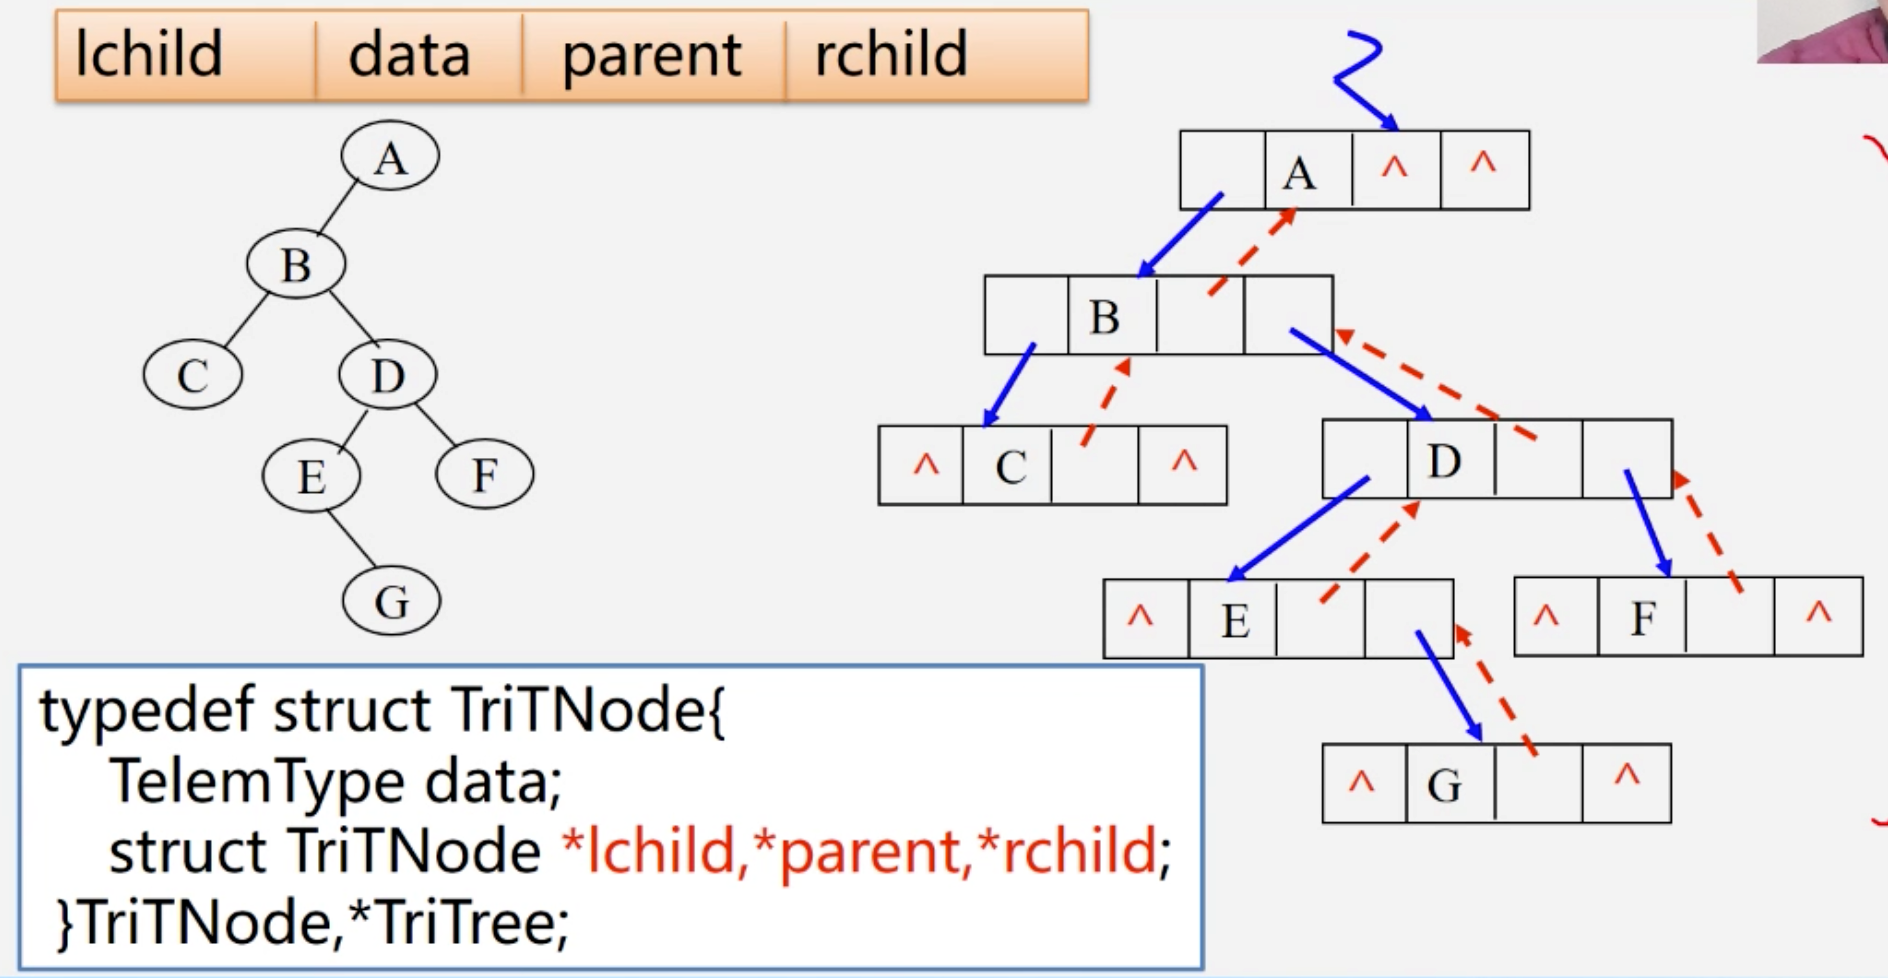 lchild data parent rchild
A
B
C D
E F
G
A ^ ^
B
^ C ^ D
^ E ^ F ^
^ G ^
typedef struct TriTNode{
TelemType data;
struct TriTNode *lchild,*parent,*rchild;
}TriTNode,*TriTree;